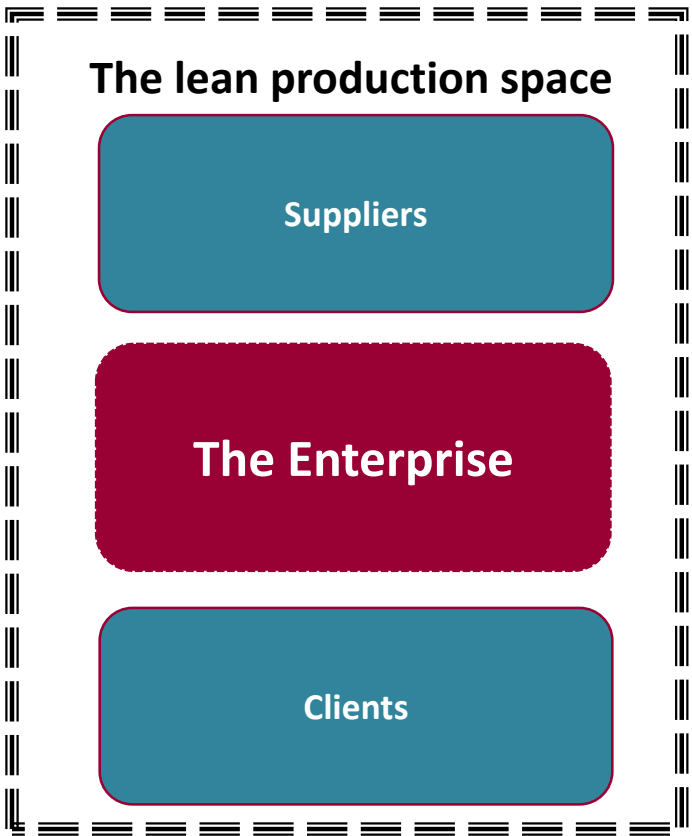 The lean production space
Suppliers
The Enterprise
Clients